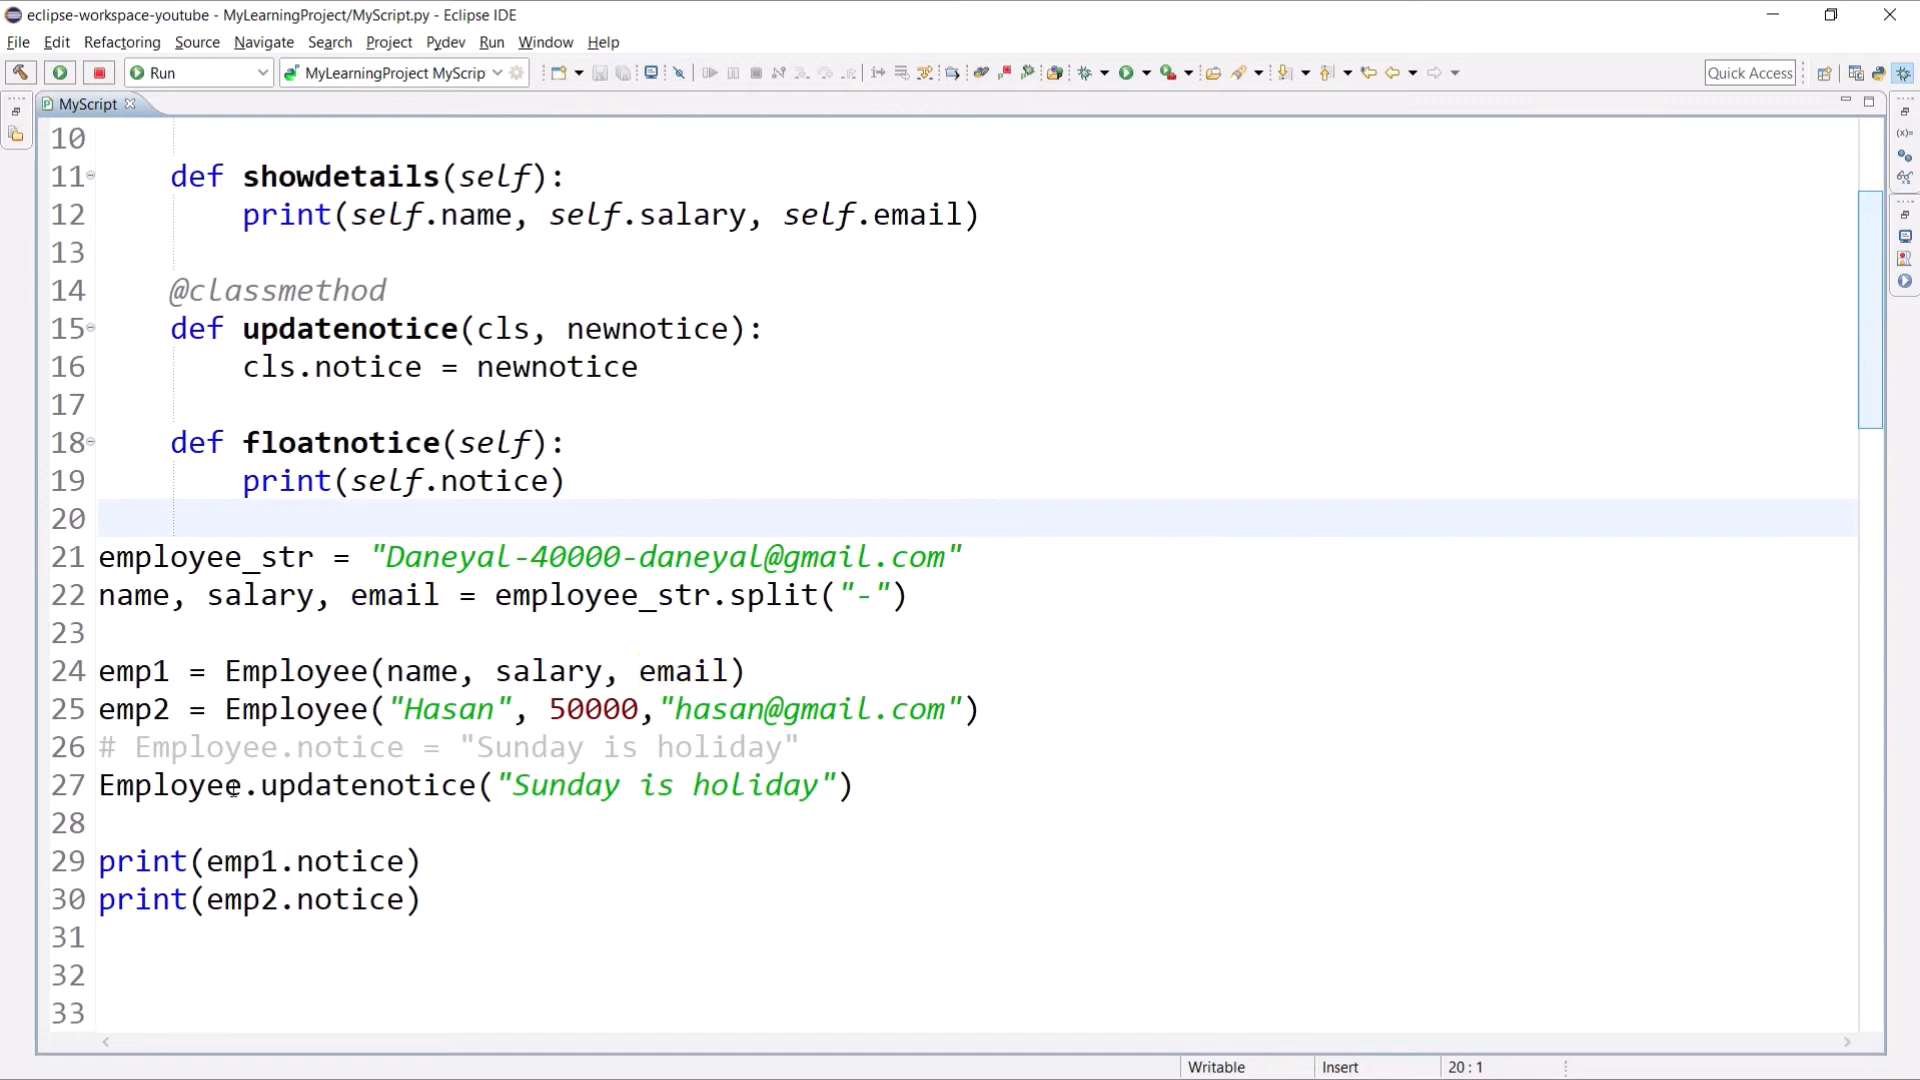 eclipse-workspace-youtube - MyLearningProject/MyScript.py - Eclipse IDE
File Edit Refactoring Source Navigate Search Project Pydev Run Window Help
Run MyLearningProject MyScrip Quick Access
MyScript
10
11 def showdetails(self):
12 print(self.name, self.salary, self.email)
13
14 @classmethod
15 def updatenotice(cls, newnotice):
16 cls.notice = newnotice
17
18 def floatnotice(self):
19 print(self.notice)
20
21 employee_str = "Daneyal-40000-daneyal@gmail.com"
22 name, salary, email = employee_str.split("-")
23
24 emp1 = Employee(name, salary, email)
25 emp2 = Employee("Hasan", 50000,"hasan@gmail.com")
26 # Employee.notice = "Sunday is holiday"
27 Employee.updatenotice("Sunday is holiday")
28
29 print(emp1.notice)
30 print(emp2.notice)
31
32
33
Writable Insert 20 : 1